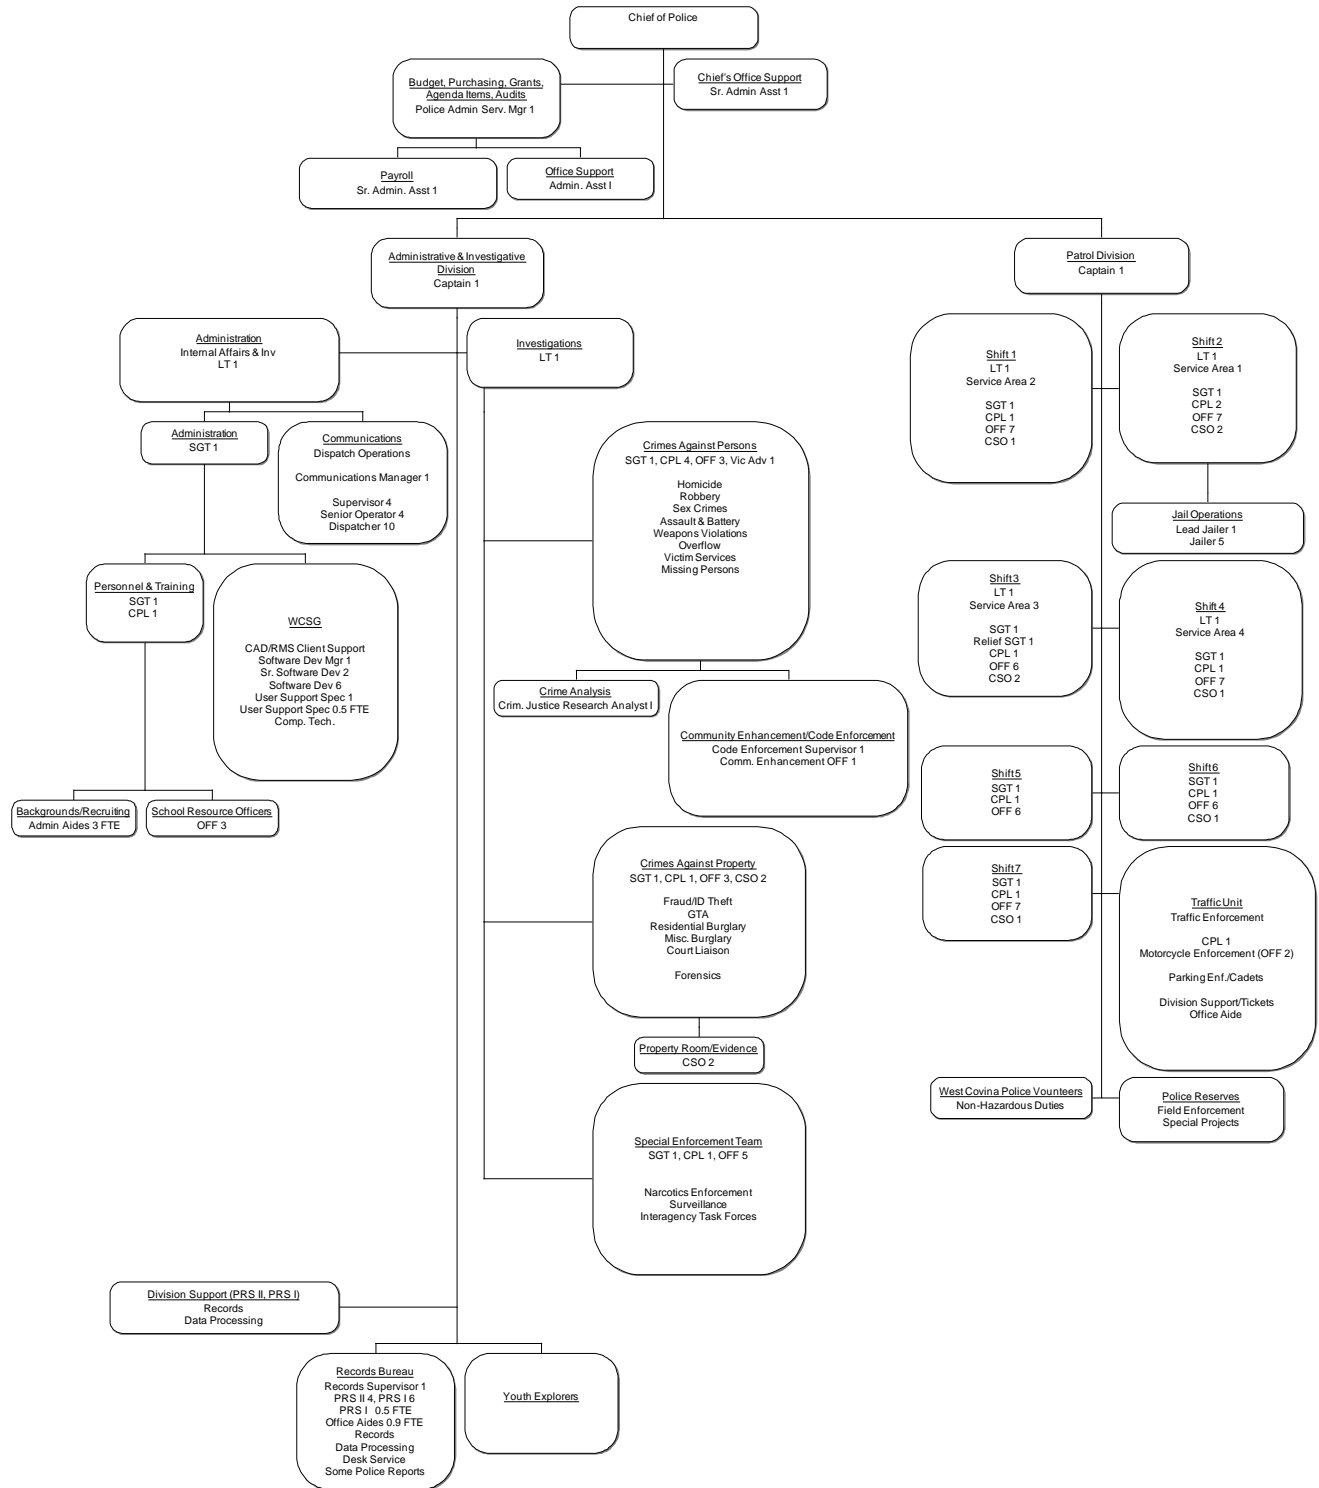 Chief of Police
Budget, Purchasing, Grants,
Agenda Items, Audits
Police Admin Serv. Mgr 1
Chief's Office Support
Sr. Admin Asst 1
Payroll
Sr. Admin. Asst 1
Office Support
Admin. Asst I
Administrative & Investigative
Division
Captain 1
Patrol Division
Captain 1
Administration
Internal Affairs & Inv
LT 1
Investigations
LT 1
Administration
SGT 1
Communications
Dispatch Operations
Communications Manager 1
Supervisor 4
Senior Operator 4
Dispatcher 10
Personnel & Training
SGT 1
CPL 1
WCSG
CAD/RMS Client Support
Software Dev Mgr 1
Sr. Software Dev 2
Software Dev 6
User Support Spec 1
User Support Spec 0.5 FTE
Comp. Tech.
Backgrounds/Recruiting
Admin Aides 3 FTE
School Resource Officers
OFF 3
Crimes Against Persons
SGT 1, CPL 4, OFF 3, Vic Adv 1
Homicide
Robbery
Sex Crimes
Assault & Battery
Weapons Violations
Overflow
Victim Services
Missing Persons
Crime Analysis
Crim. Justice Research Analyst I
Community Enhancement/Code Enforcement
Code Enforcement Supervisor 1
Comm. Enhancement OFF 1
Crimes Against Property
SGT 1, CPL 1, OFF 3, CSO 2
Fraud/ID Theft
GTA
Residential Burglary
Misc. Burglary
Court Liaison
Forensics
Property Room/Evidence
CSO 2
Special Enforcement Team
SGT 1, CPL 1, OFF 5
Narcotics Enforcement
Surveillance
Interagency Task Forces
Shift 1
LT 1
Service Area 2
SGT 1
CPL 1
OFF 7
CSO 1
Shift 2
LT 1
Service Area 1
SGT 1
CPL 2
OFF 7
CSO 2
Jail Operations
Lead Jailer 1
Jailer 5
Shift 3
LT 1
Service Area 3
SGT 1
Relief SGT 1
CPL 1
OFF 6
CSO 2
Shift 4
LT 1
Service Area 4
SGT 1
CPL 1
OFF 7
CSO 1
Shift 5
SGT 1
CPL 1
OFF 6
Shift 6
SGT 1
CPL 1
OFF 6
CSO 1
Shift 7
SGT 1
CPL 1
OFF 7
CSO 1
Traffic Unit
Traffic Enforcement
CPL 1
Motorcycle Enforcement (OFF 2)
Parking Enf./Cadets
Division Support/Tickets
Office Aide
West Covina Police Vounteers
Non-Hazardous Duties
Police Reserves
Field Enforcement
Special Projects
Division Support (PRS II, PRS I)
Records
Data Processing
Records Bureau
Records Supervisor 1
PRS II 4, PRS I 6
PRS I 0.5 FTE
Office Aides 0.9 FTE
Records
Data Processing
Desk Service
Some Police Reports
Youth Explorers